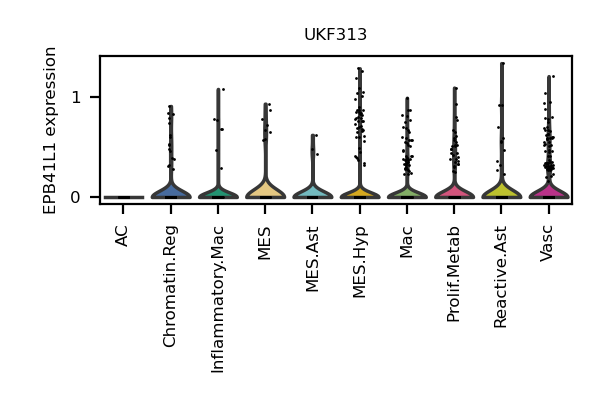 UKF313
EPB41L1 expression
1
0
AC
Chromatin.Reg
Inflammatory.Mac
MES
MES.Ast
MES.Hyp
Mac
Prolif.Metab
Reactive.Ast
Vasc